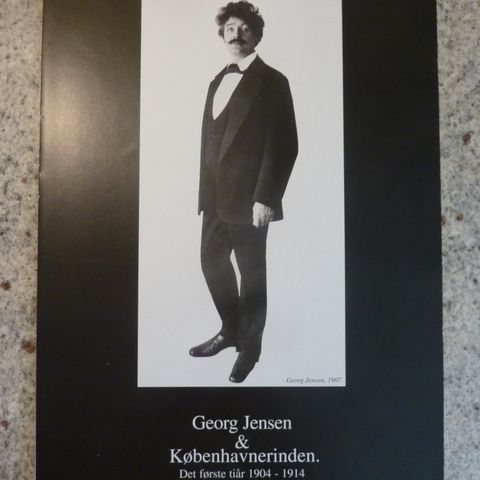 Georg Jensen, 1907
Georg Jensen
&
Københavnerinden.
Det første tiår 1904 - 1914